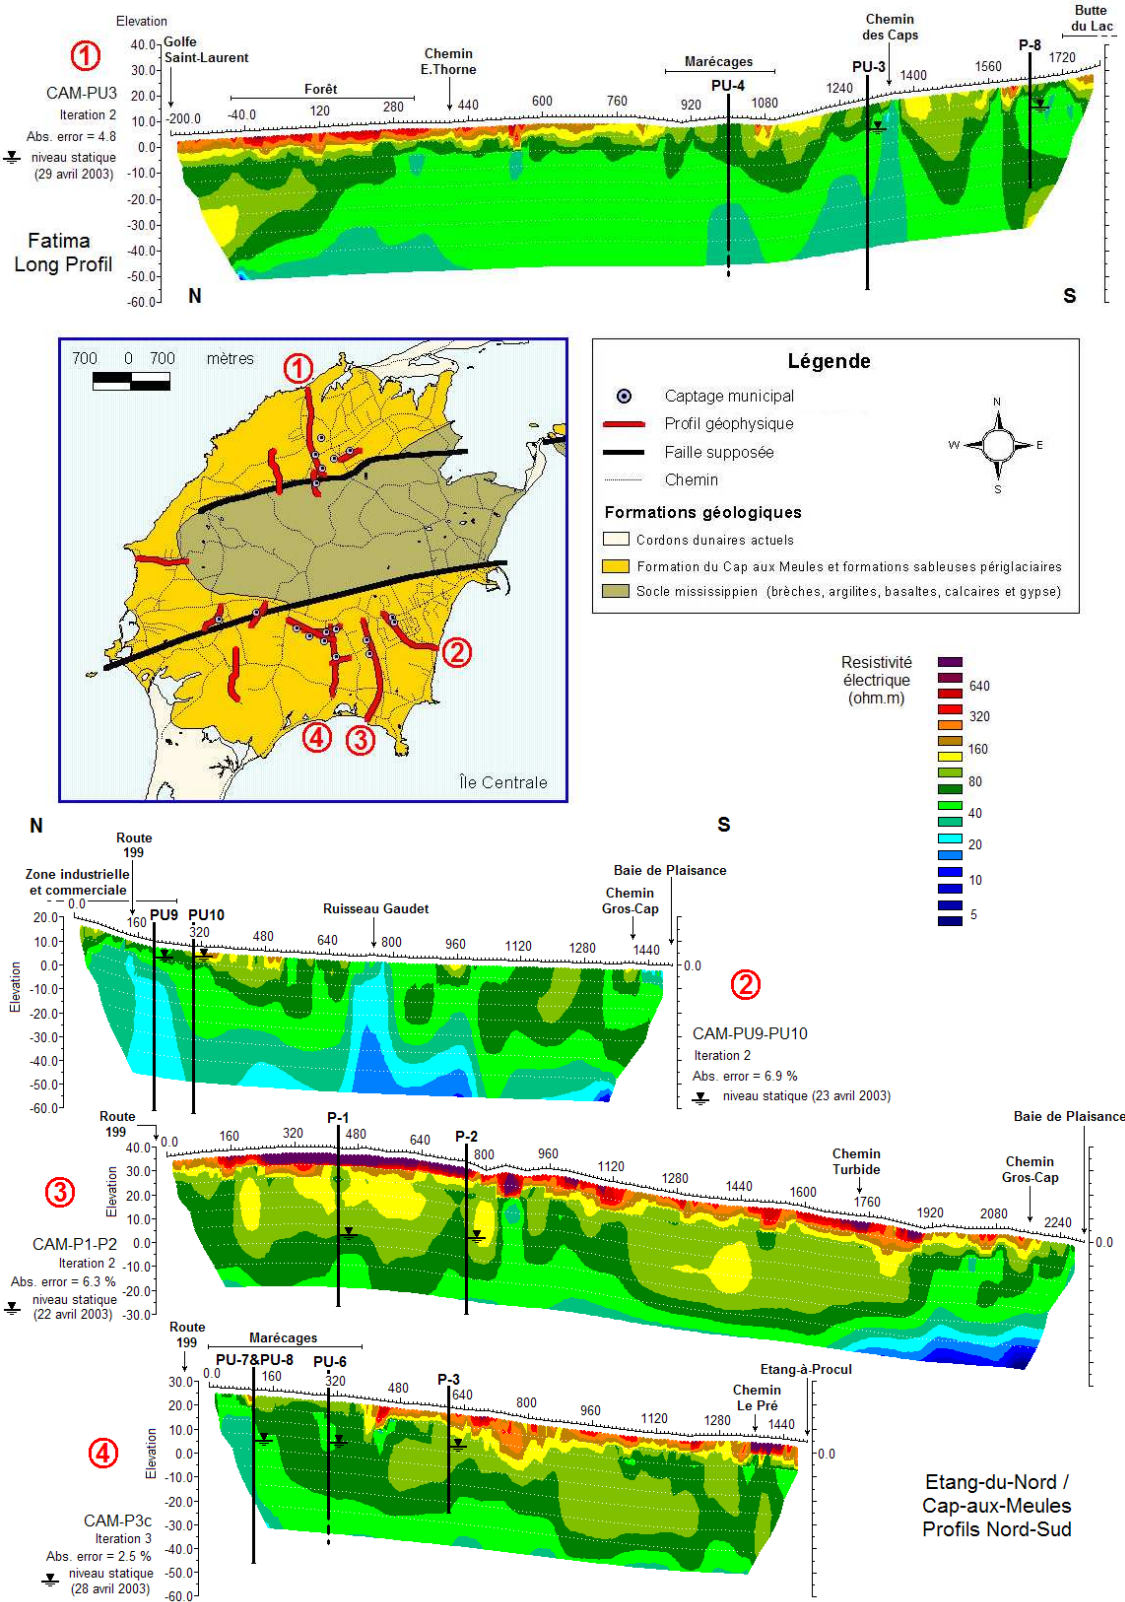 Elevation
①
Golfe
Saint-Laurent
CAM-PU3
Iteration 2
Abs. error = 4.8
niveau statique
(29 avril 2003)
Fatima
Long Profil
40.0
30.0
20.0
10.0
0.0
-10.0
-20.0
-30.0
-40.0
-50.0
-60.0
Forêt
Chemin
E.Thorne
Marécages
PU-4
Chemin
des Caps
PU-3
P-8
Butte
du Lac
-200.0 -40.0 120 280 440 600 760 920 1080 1240 1400 1560 1720
N
S
700 0 700 mètres
①
②
③
④
Île Centrale
Légende
Captage municipal
Profil géophysique
Faille supposée
Chemin
N
W E
S
Formations géologiques
Cordons dunaires actuels
Formation du Cap aux Meules et formations sableuses périglaciaires
Socle mississippien (brèches, argilites, basaltes, calcaires et gypse)
Resistivité
électrique
(ohm.m)
640
320
160
80
40
20
10
5
N
S
Route
199
Zone industrielle
et commerciale
PU9 PU10
Ruisseau Gaudet
Baie de Plaisance
Chemin
Gros-Cap
0.0 160 320 480 640 800 960 1120 1280 1440
Elevation
20.0
10.0
0.0
-10.0
-20.0
-30.0
-40.0
-50.0
-60.0
0.0
②
CAM-PU9-PU10
Iteration 2
Abs. error = 6.9 %
niveau statique (23 avril 2003)
Route
199
P-1
P-2
Chemin
Turbide
Baie de Plaisance
Chemin
Gros-Cap
0.0 160 320 480 640 800 960 1120 1280 1440 1600 1760 1920 2080 2240
Elevation
40.0
30.0
20.0
10.0
0.0
-10.0
-20.0
-30.0
0.0
③
CAM-P1-P2
Iteration 2
Abs. error = 6.3 %
niveau statique
(22 avril 2003)
Route
199
Marécages
PU-7&PU-8 PU-6
P-3
Etang-à-Procul
Chemin
Le Pré
0.0 160 320 480 640 800 960 1120 1280 1440
Elevation
30.0
20.0
10.0
0.0
-10.0
-20.0
-30.0
-40.0
-50.0
-60.0
0.0
④
CAM-P3c
Iteration 3
Abs. error = 2.5 %
niveau statique
(28 avril 2003)
Etang-du-Nord /
Cap-aux-Meules
Profils Nord-Sud